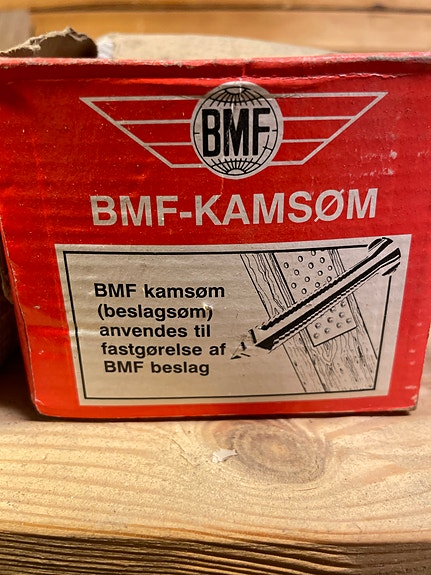 BMF
BMF-KAMSØM
BMF kamsøm
(beslagsøm)
anvendes til
fastgørelse af
BMF beslag